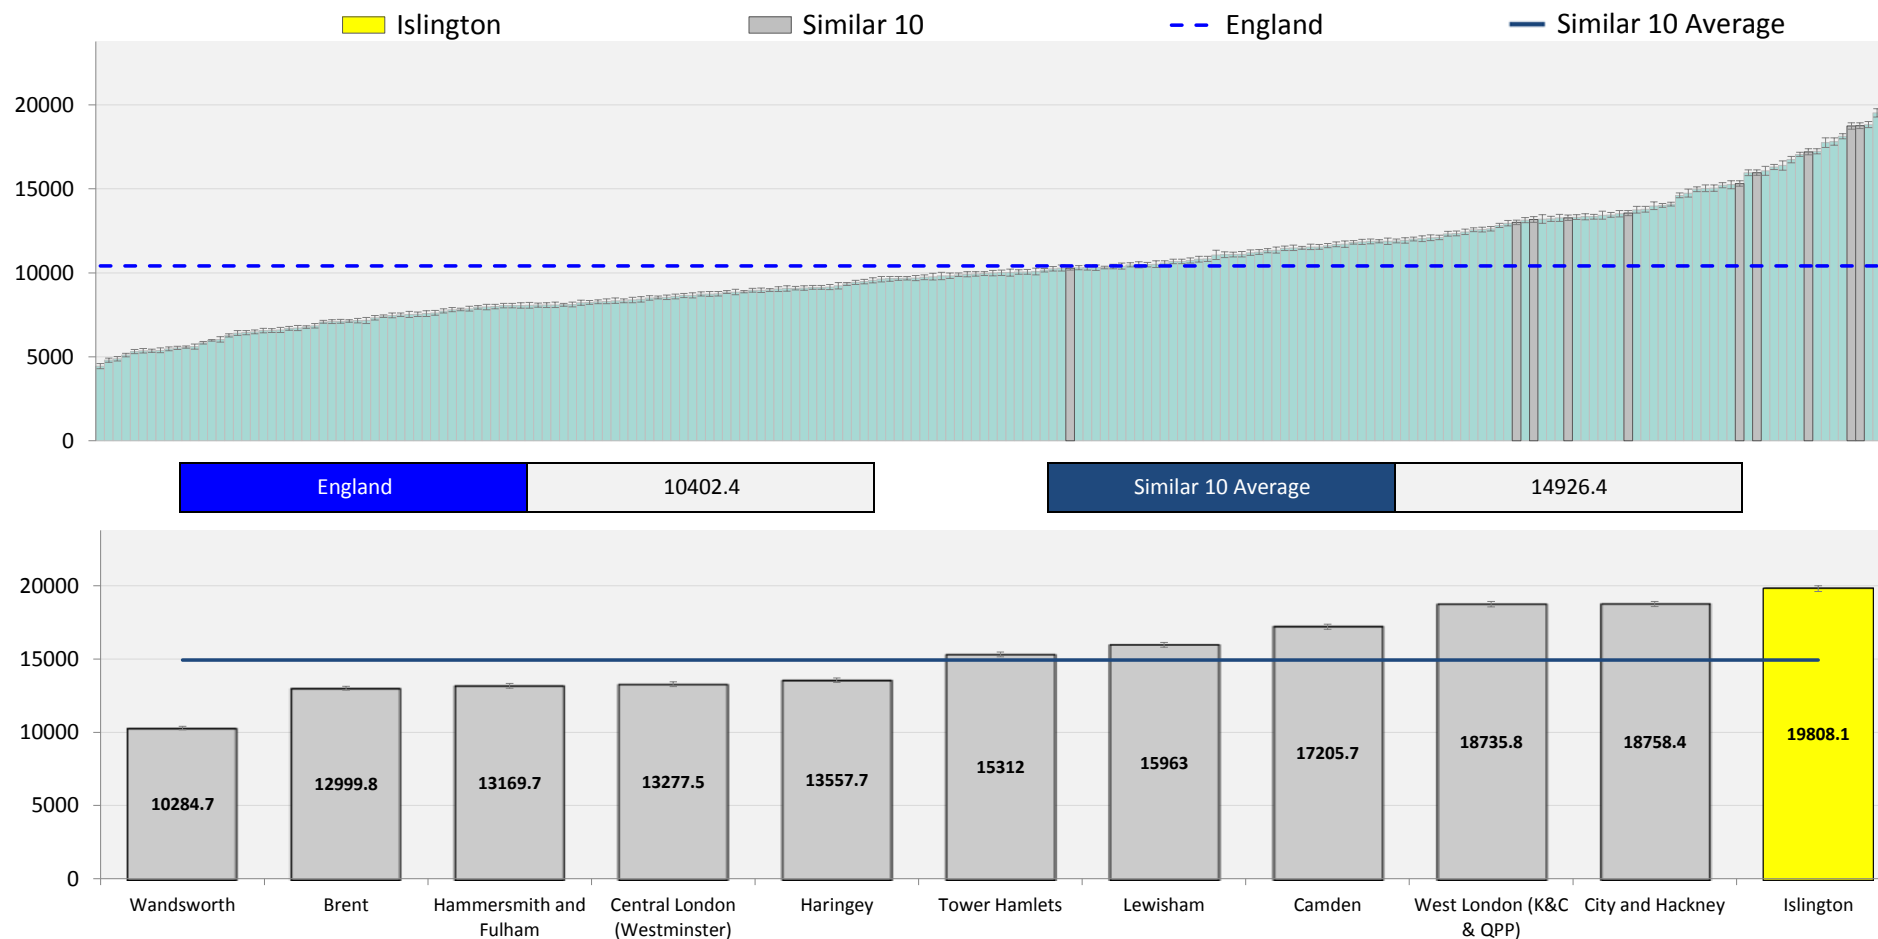 Islington
Similar 10
England
Similar 10 Average
20000
15000
10000
5000
0
England
10402.4
Similar 10 Average
14926.4
20000
15000
10000
5000
0
10284.7
12999.8
13169.7
13277.5
13557.7
15312
15963
17205.7
18735.8
18758.4
19808.1
Wandsworth
Brent
Hammersmith and
Fulham
Central London
(Westminster)
Haringey
Tower Hamlets
Lewisham
Camden
West London (K&C
& QPP)
City and Hackney
Islington